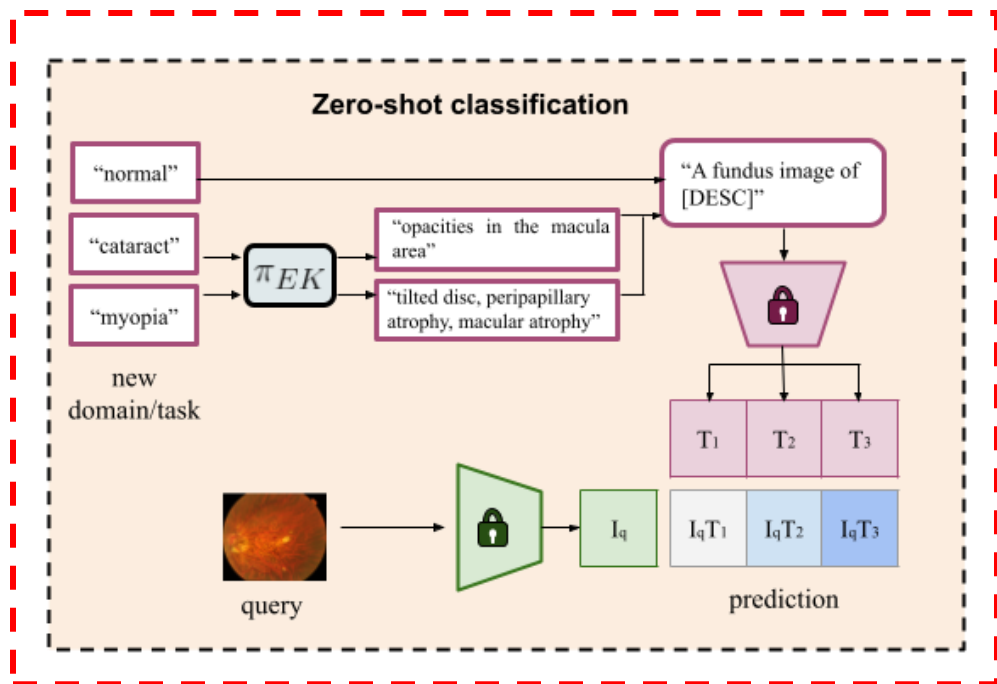 Zero-shot classification
“normal”
“cataract”
“myopia”
new
domain/task
πEK
“opacities in the macula
area”
“tilted disc, peripapillary
atrophy, macular atrophy”
“A fundus image of
[DESC]”
T1 T2 T3
Iq
IqT1 IqT2 IqT3
query
prediction